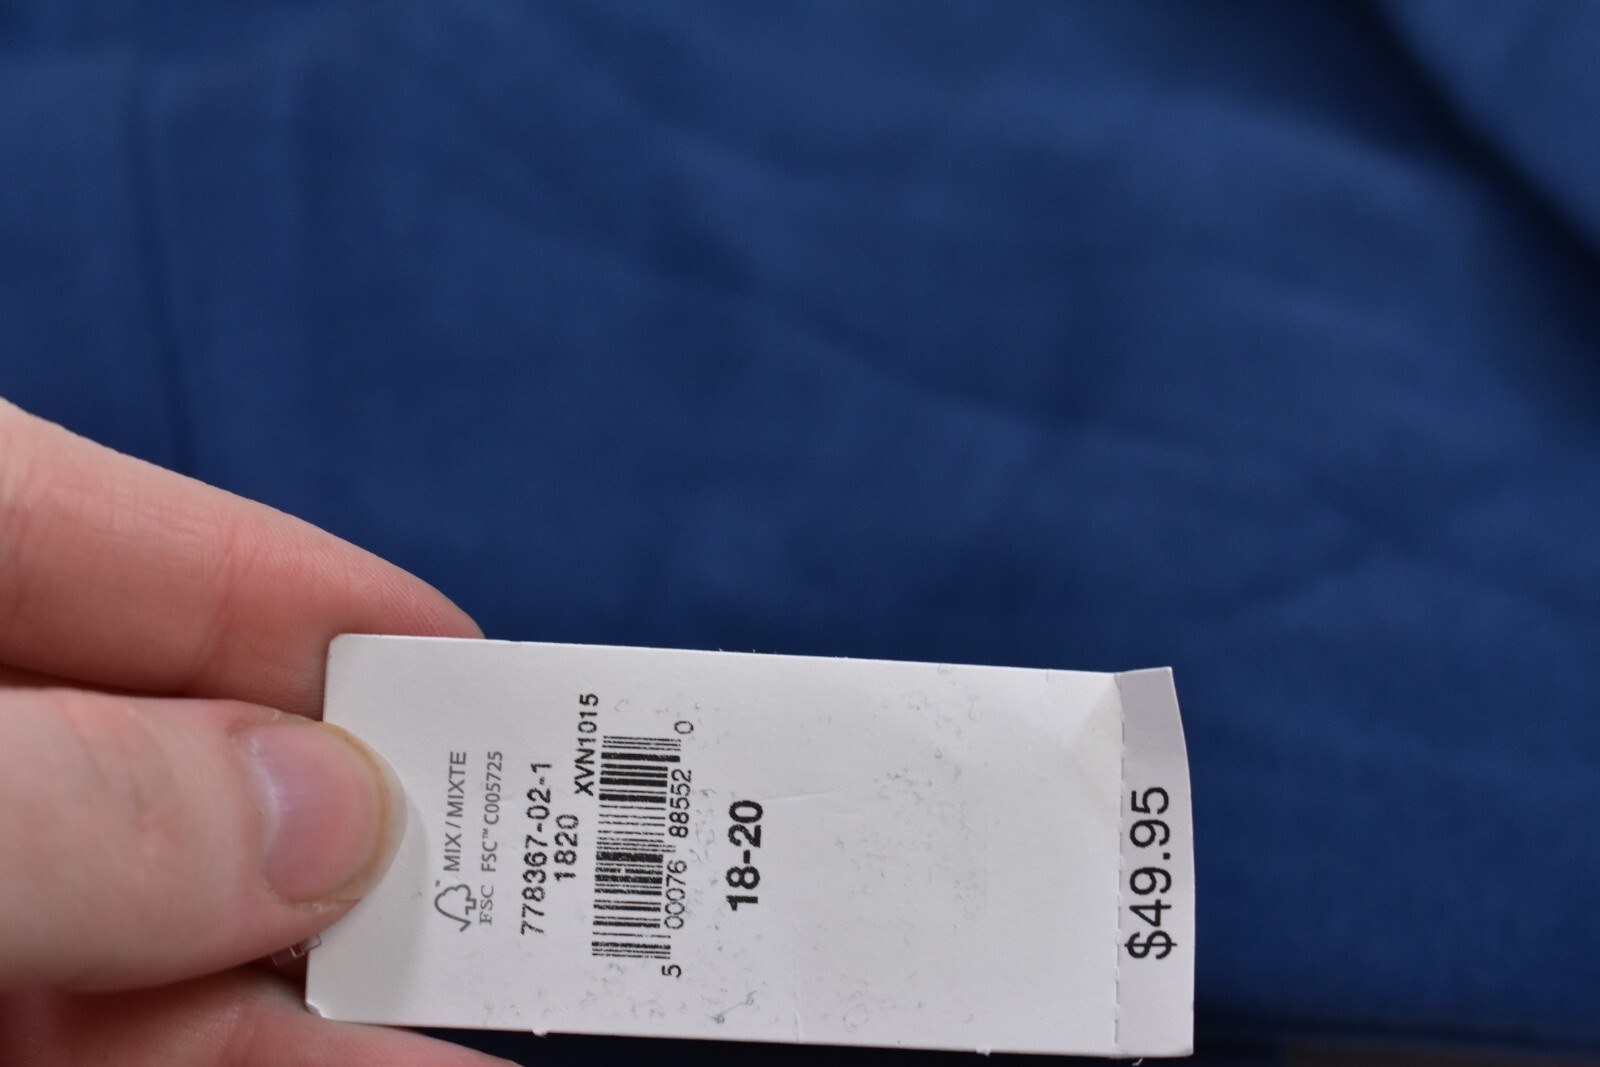 MIX / MIXTE
FSC FSC™ C005725
778367-02-1
1820
XVN1015
5 00076 88552 0
18-20
$49.95